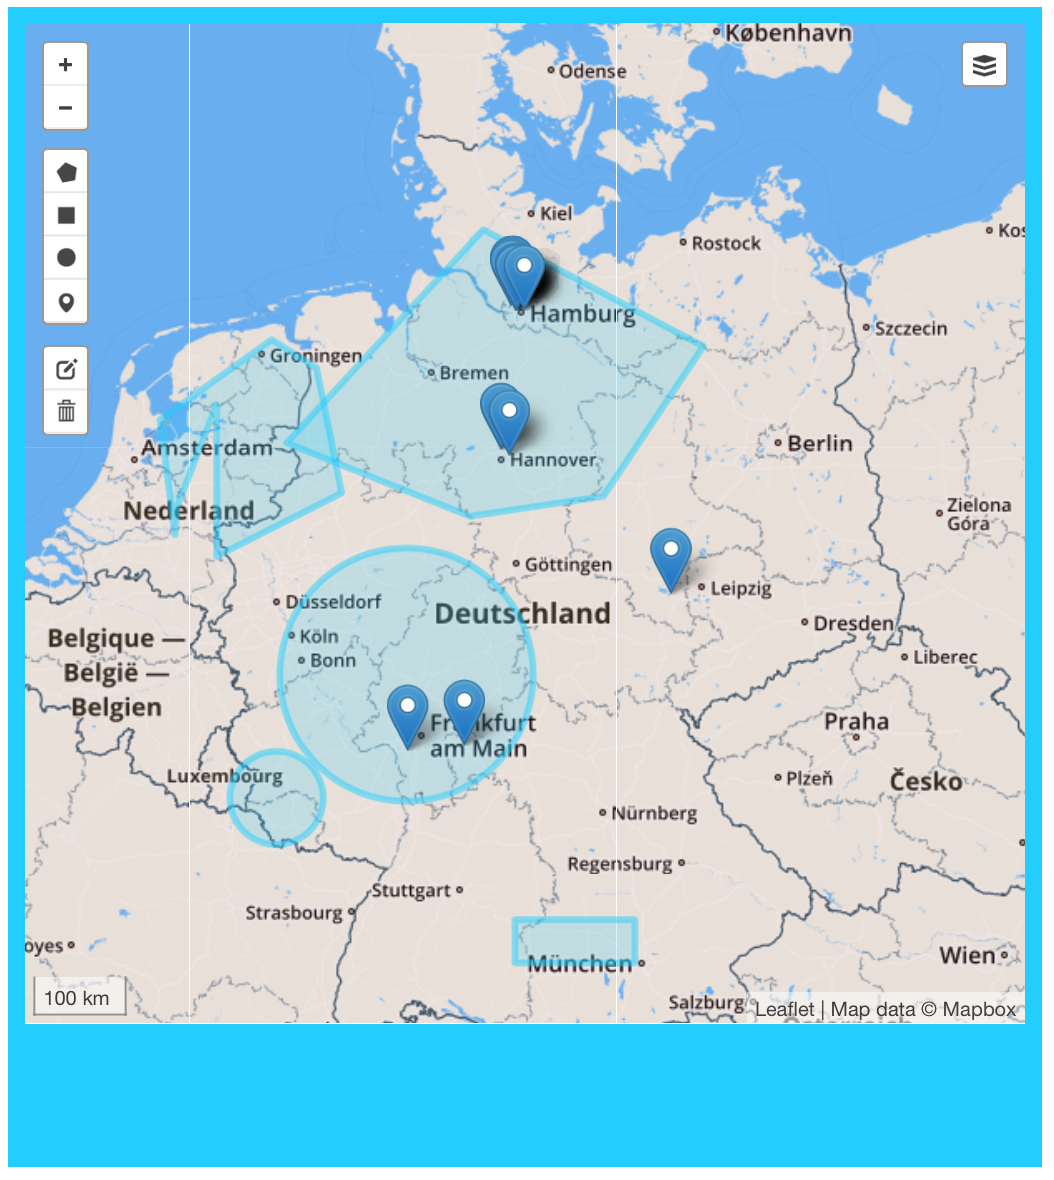 København
Odense
Kiel
Rostock
Kos
Hamburg
Szczecin
Groningen
Bremen
Amsterdam
Berlin
Hannover
Nederland
Zielona
Góra
Göttingen
Leipzig
Düsseldorf
Deutschland
Dresden
Köln
Belgique —
België —
Belgien
Bonn
Liberec
Frankfurt
am Main
Praha
Luxembourg
Plzeň
Česko
Nürnberg
Regensburg
Stuttgart
Strasbourg
oyes
München
Wien
100 km
Salzburg
Leaflet | Map data © Mapbox